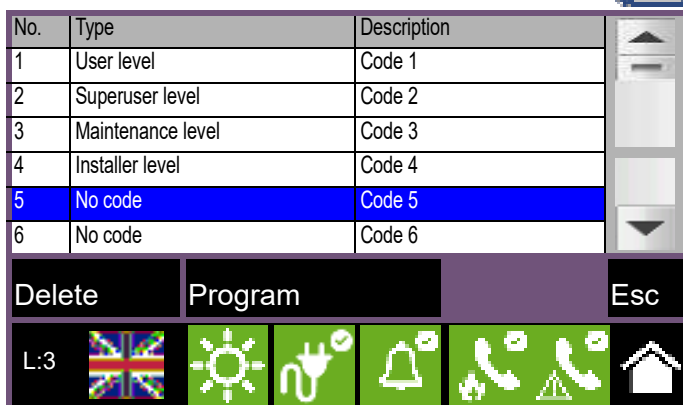 No. Type Description
1 User level Code 1
2 Superuser level Code 2
3 Maintenance level Code 3
4 Installer level Code 4
5 No code Code 5
6 No code Code 6
Delete Program Esc
L:3